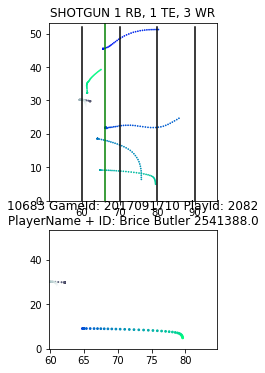 SHOTGUN 1 RB, 1 TE, 3 WR
50
40
30
20
10
0
60 70 80 90
10685 GameId: 2017091710 PlayId: 2082
PlayerName + ID: Brice Butler 2541388.0
40
20
0
60 65 70 75 80